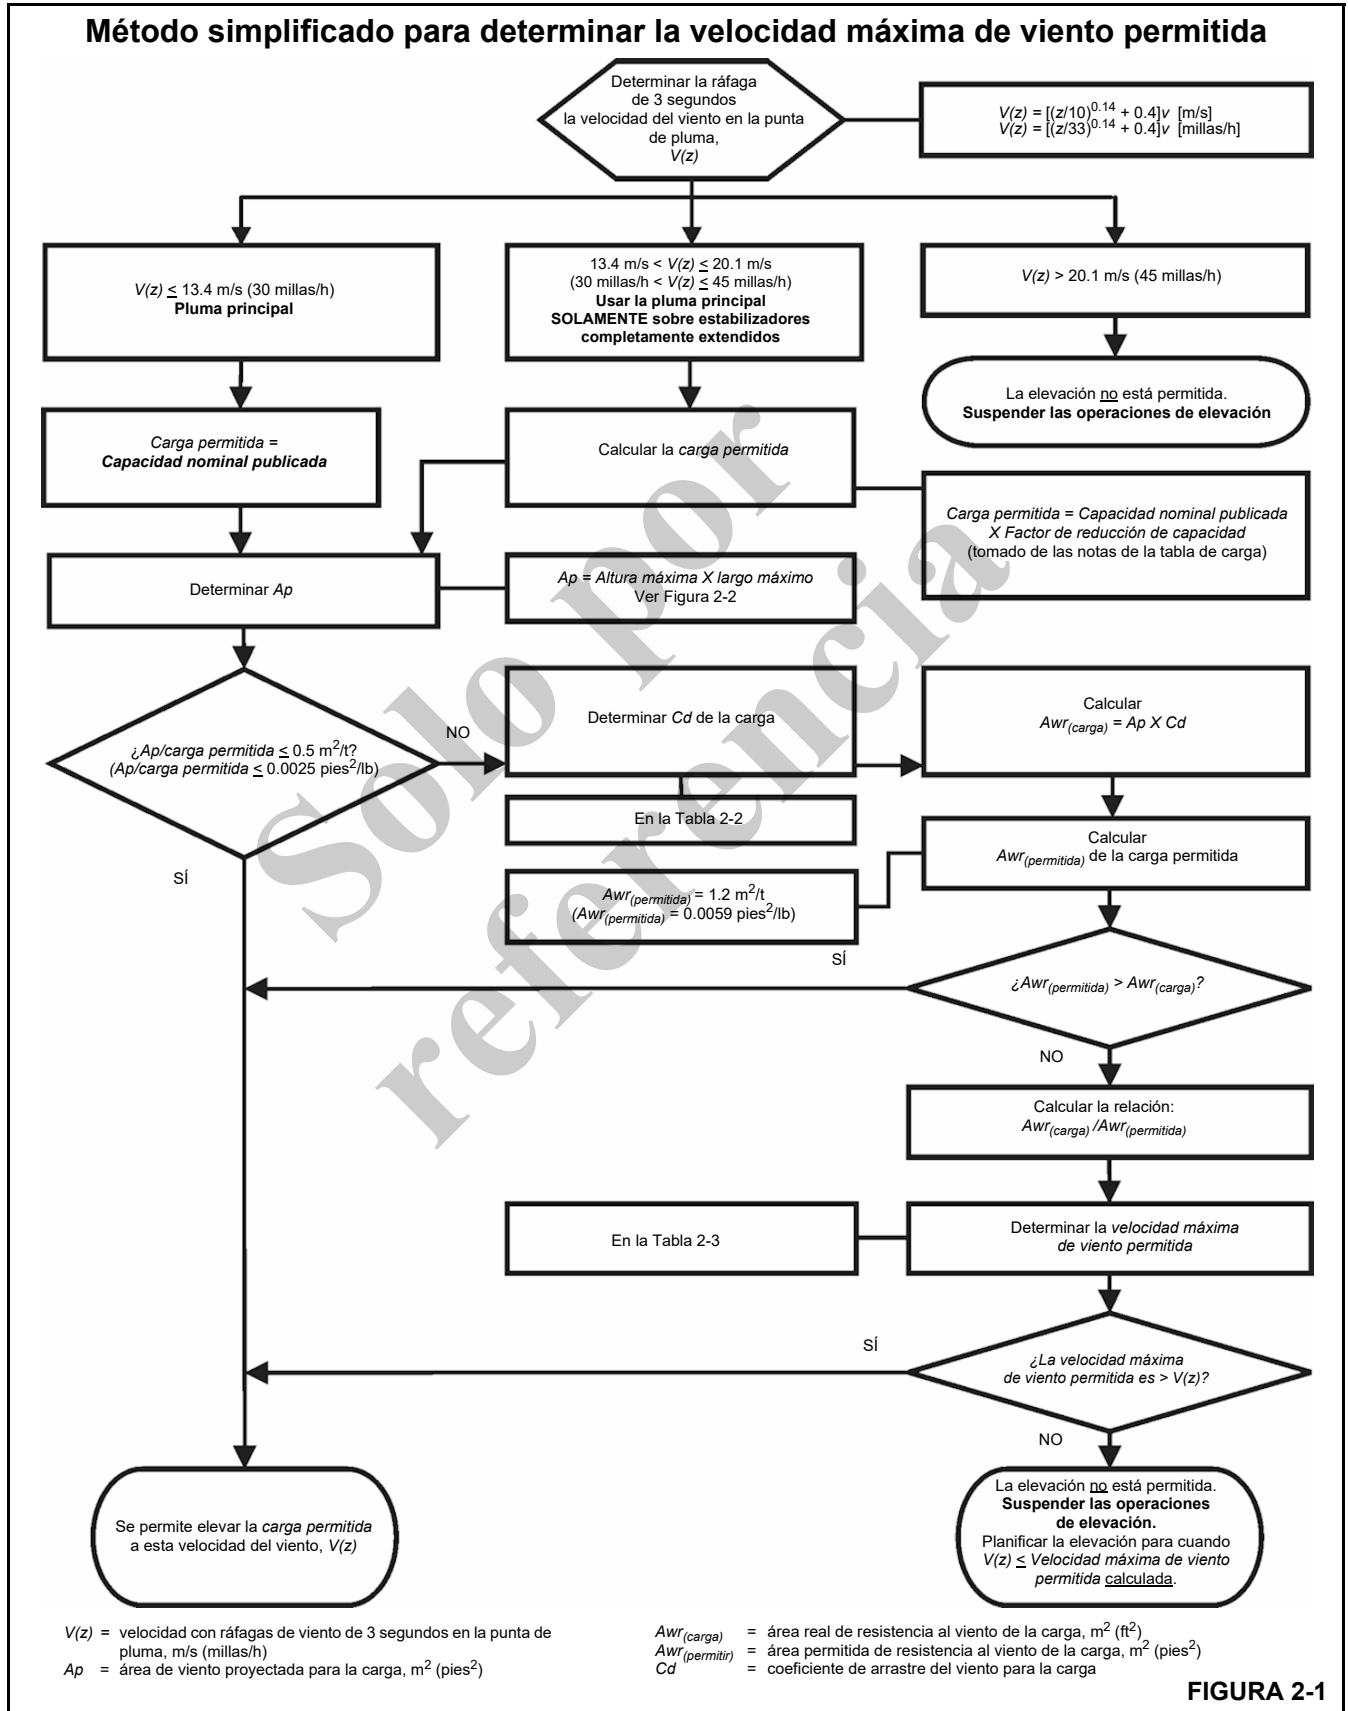 Método simplificado para determinar la velocidad máxima de viento permitida
Determinar la ráfaga
de 3 segundos
la velocidad del viento en la punta
de pluma,
V(z)
V(z) = [(z/10)^0.14 + 0.4]v [m/s]
V(z) = [(z/33)^0.14 + 0.4]v [millas/h]
V(z) ≤ 13.4 m/s (30 millas/h)
Pluma principal
13.4 m/s < V(z) ≤ 20.1 m/s
(30 millas/h < V(z) ≤ 45 millas/h)
Usar la pluma principal
SOLAMENTE sobre estabilizadores
completamente extendidos
V(z) > 20.1 m/s (45 millas/h)
La elevación no está permitida.
Suspender las operaciones de elevación
Carga permitida =
Capacidad nominal publicada
Calcular la carga permitida
Carga permitida = Capacidad nominal publicada
X Factor de reducción de capacidad
(tomado de las notas de la tabla de carga)
Determinar Ap
Ap = Altura máxima X largo máximo
Ver Figura 2-2
¿Ap/carga permitida ≤ 0.5 m²/t?
(Ap/carga permitida ≤ 0.0025 pies²/lb)
NO
SÍ
Determinar Cd de la carga
En la Tabla 2-2
Calcular
Awr(carga) = Ap X Cd
Calcular
Awr(permitida) de la carga permitida
Awr(permitida) = 1.2 m²/t
(Awr(permitida) = 0.0059 pies²/lb)
SÍ
¿Awr(permitida) > Awr(carga)?
NO
Calcular la relación:
Awr(carga) /Awr(permitida)
En la Tabla 2-3
Determinar la velocidad máxima
de viento permitida
SÍ
¿La velocidad máxima
de viento permitida es > V(z)?
NO
Se permite elevar la carga permitida
a esta velocidad del viento, V(z)
La elevación no está permitida.
Suspender las operaciones
de elevación.
Planificar la elevación para cuando
V(z) ≤ Velocidad máxima de viento
permitida calculada.
V(z) = velocidad con ráfagas de viento de 3 segundos en la punta de
pluma, m/s (millas/h)
Ap = área de viento proyectada para la carga, m² (pies²)
Awr(carga) = área real de resistencia al viento de la carga, m² (ft²)
Awr(permitir) = área permitida de resistencia al viento de la carga, m² (pies²)
Cd = coeficiente de arrastre del viento para la carga
FIGURA 2-1
Solo por
referencia